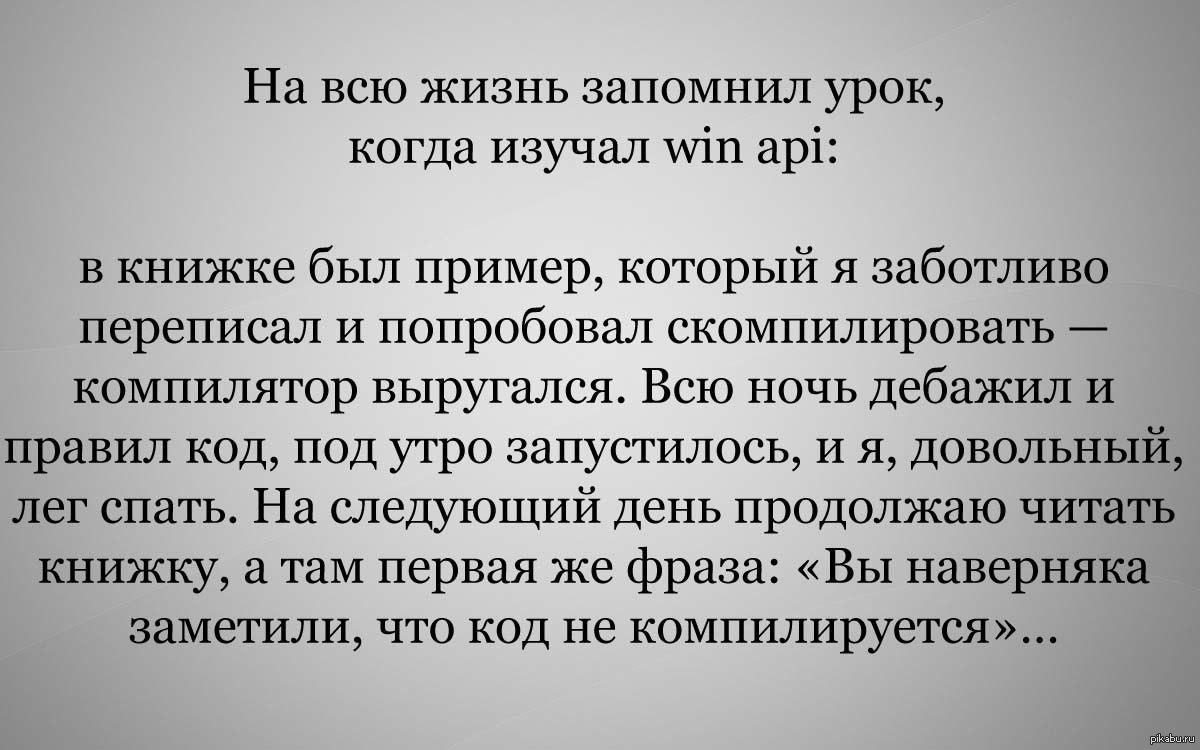 На всю жизнь запомнил урок,
когда изучал win api:
в книжке был пример, который я заботливо
переписал и попробовал скомпилировать —
компилятор выругался. Всю ночь дебажил и
правил код, под утро запустилось, и я, довольный,
лег спать. На следующий день продолжаю читать
книжку, а там первая же фраза: «Вы наверняка
заметили, что код не компилируется»...
pikabu.ru